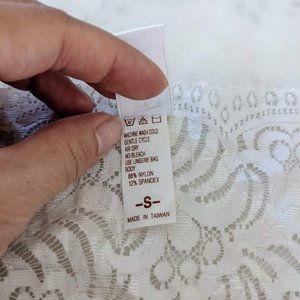 MACHINE WASH COLD
GENTLE CYCLE
AIR DRY
NO BLEACH
USE LINGERIE BAG
BODY
88% NYLON
12% SPANDEX
-S-
MADE IN TAIWAN